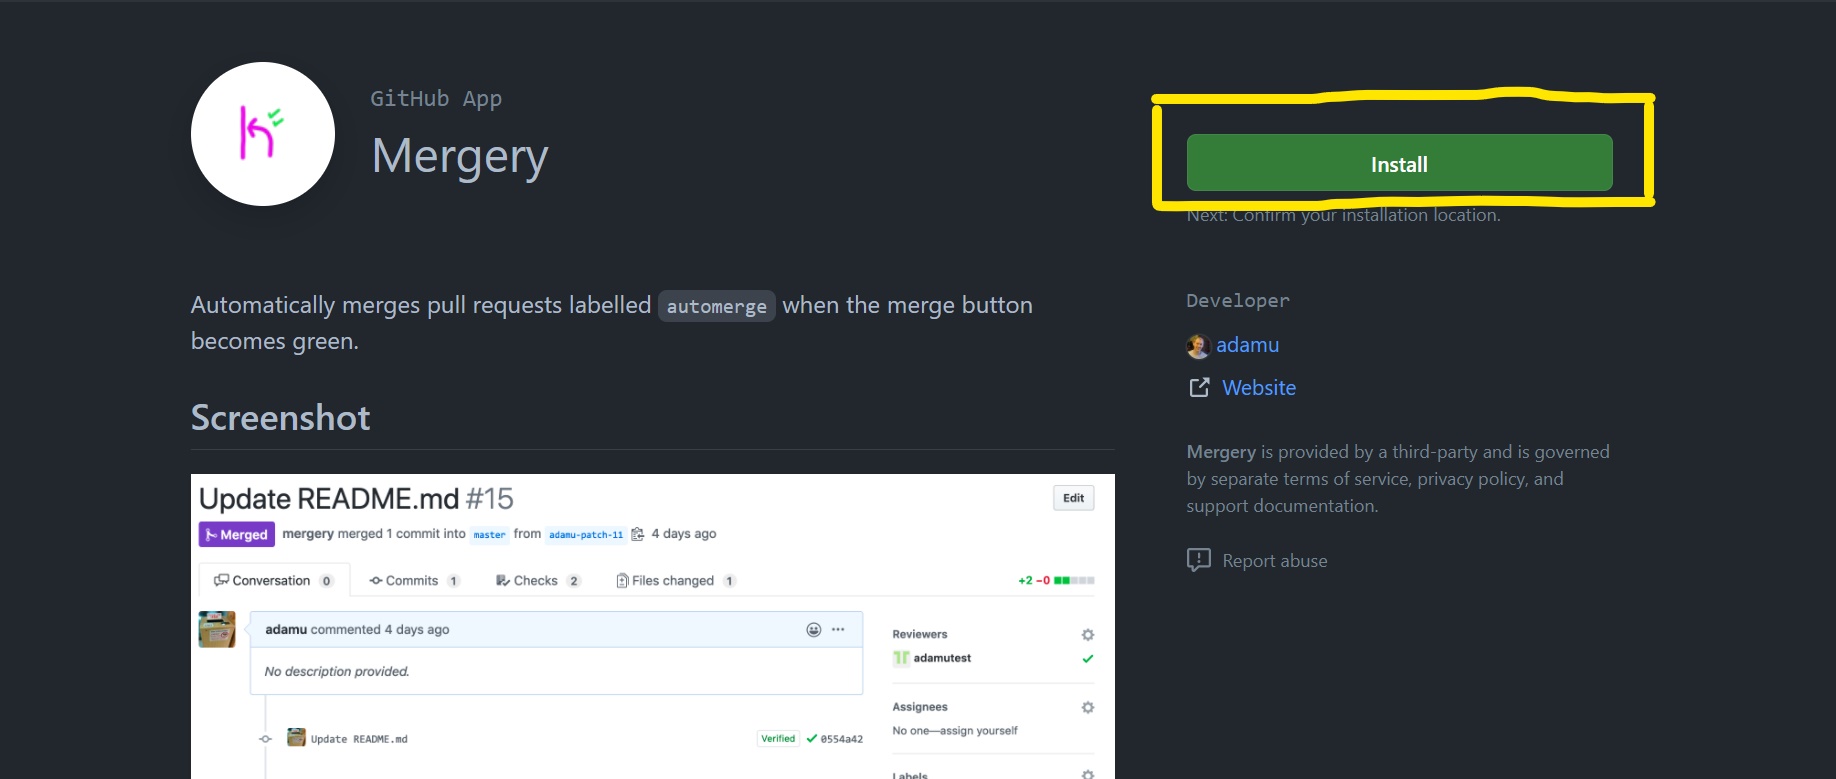 GitHub App
Mergery
Install
Next: Confirm your installation location.
Automatically merges pull requests labelled automerge when the merge button
becomes green.
Screenshot
Developer
adamu
Website
Mergery is provided by a third-party and is governed
by separate terms of service, privacy policy, and
support documentation.
Report abuse
Update README.md #15
Edit
Merged mergery merged 1 commit into master from adamu-patch-11 4 days ago
Conversation 0 Commits 1 Checks 2 Files changed 1 +2 −0
adamu commented 4 days ago
No description provided.
Update README.md Verified 0554a42
Reviewers
adamutest
Assignees
No one—assign yourself
Labels